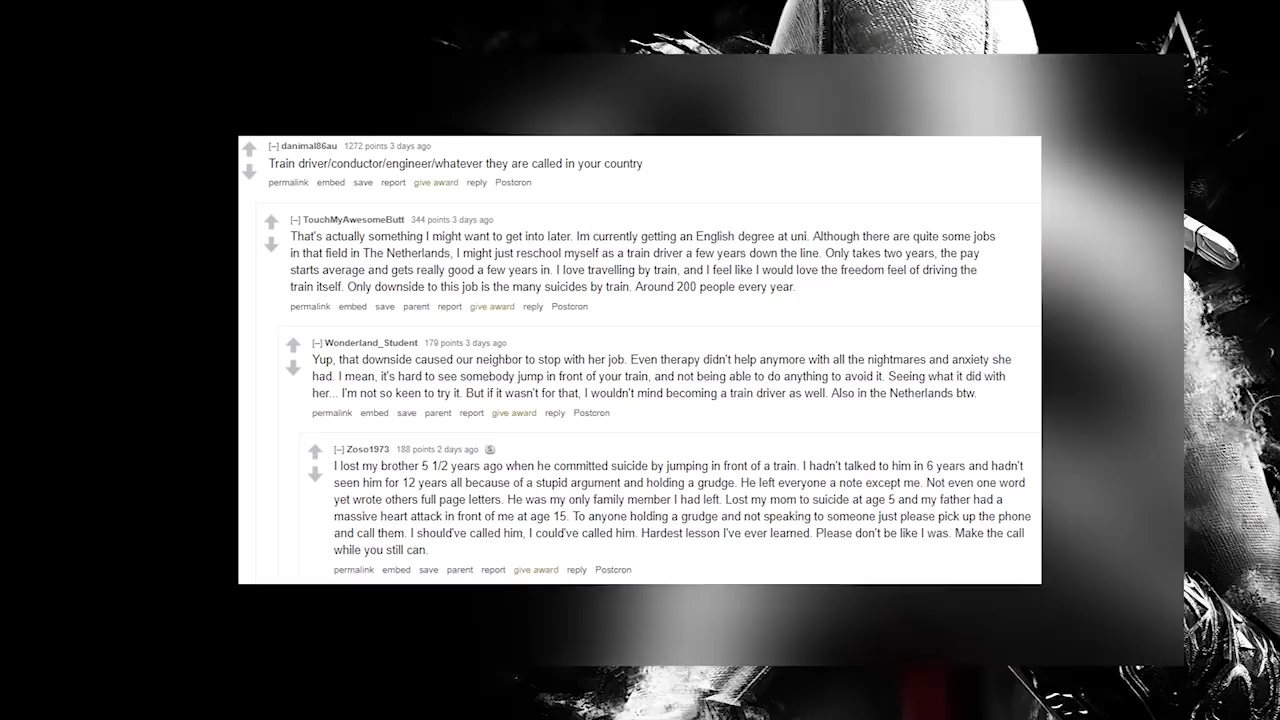 [–] danimal86au 1272 points 3 days ago
Train driver/conductor/engineer/whatever they are called in your country
permalink embed save report give award reply Postcron
[–] TouchMyAwesomeButt 344 points 3 days ago
That's actually something I might want to get into later. Im currently getting an English degree at uni. Although there are quite some jobs
in that field in The Netherlands, I might just reschool myself as a train driver a few years down the line. Only takes two years, the pay
starts average and gets really good a few years in. I love travelling by train, and I feel like I would love the freedom feel of driving the
train itself. Only downside to this job is the many suicides by train. Around 200 people every year.
permalink embed save parent report give award reply Postcron
[–] Wonderland_Student 179 points 3 days ago
Yup, that downside caused our neighbor to stop with her job. Even therapy didn't help anymore with all the nightmares and anxiety she
had. I mean, it's hard to see somebody jump in front of your train, and not being able to do anything to avoid it. Seeing what it did with
her... I'm not so keen to try it. But if it wasn't for that, I wouldn't mind becoming a train driver as well. Also in the Netherlands btw.
permalink embed save parent report give award reply Postcron
[–] Zoso1973 188 points 2 days ago
I lost my brother 5 1/2 years ago when he committed suicide by jumping in front of a train. I hadn't talked to him in 6 years and hadn't
seen him for 12 years all because of a stupid argument and holding a grudge. He left everyone a note except me. Not even one word
yet wrote others full page letters. He was my only family member I had left. Lost my mom to suicide at age 5 and my father had a
massive heart attack in front of me at age 15. To anyone holding a grudge and not speaking to someone just please pick up the phone
and call them. I should've called him, I could've called him. Hardest lesson I've ever learned. Please don't be like I was. Make the call
while you still can.
permalink embed save parent report give award reply Postcron